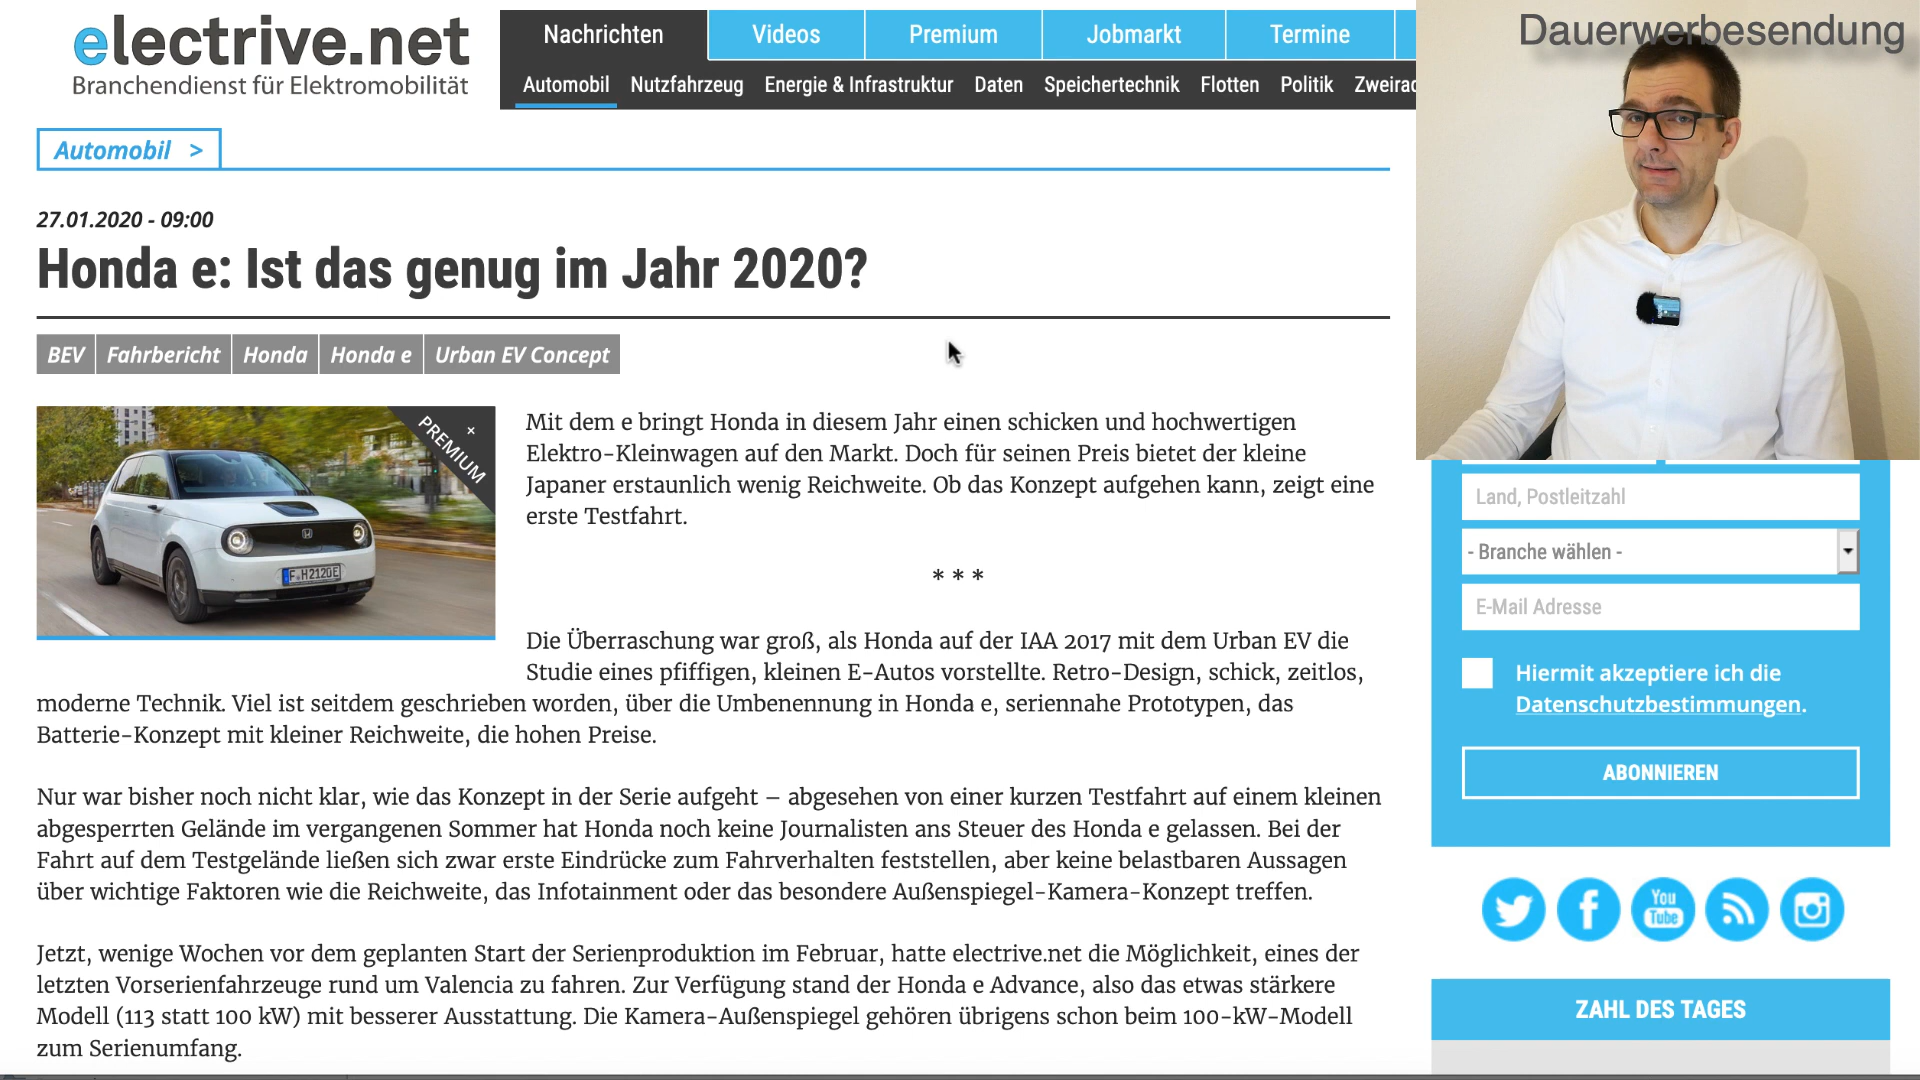 electrive.net
Branchendienst für Elektromobilität
Nachrichten
Videos
Premium
Jobmarkt
Termine
Automobil
Nutzfahrzeug
Energie & Infrastruktur
Daten
Speichertechnik
Flotten
Politik
Zweirad
Dauerwerbesendung
Automobil >
27.01.2020 - 09:00
Honda e: Ist das genug im Jahr 2020?
BEV
Fahrbericht
Honda
Honda e
Urban EV Concept
+
PREMIUM
F·H2120E
Mit dem e bringt Honda in diesem Jahr einen schicken und hochwertigen
Elektro-Kleinwagen auf den Markt. Doch für seinen Preis bietet der kleine
Japaner erstaunlich wenig Reichweite. Ob das Konzept aufgehen kann, zeigt eine
erste Testfahrt.
* * *
Die Überraschung war groß, als Honda auf der IAA 2017 mit dem Urban EV die
Studie eines pfiffigen, kleinen E-Autos vorstellte. Retro-Design, schick, zeitlos,
moderne Technik. Viel ist seitdem geschrieben worden, über die Umbenennung in Honda e, seriennahe Prototypen, das
Batterie-Konzept mit kleiner Reichweite, die hohen Preise.
Nur war bisher noch nicht klar, wie das Konzept in der Serie aufgeht – abgesehen von einer kurzen Testfahrt auf einem kleinen
abgesperrten Gelände im vergangenen Sommer hat Honda noch keine Journalisten ans Steuer des Honda e gelassen. Bei der
Fahrt auf dem Testgelände ließen sich zwar erste Eindrücke zum Fahrverhalten feststellen, aber keine belastbaren Aussagen
über wichtige Faktoren wie die Reichweite, das Infotainment oder das besondere Außenspiegel-Kamera-Konzept treffen.
Jetzt, wenige Wochen vor dem geplanten Start der Serienproduktion im Februar, hatte electrive.net die Möglichkeit, eines der
letzten Vorserienfahrzeuge rund um Valencia zu fahren. Zur Verfügung stand der Honda e Advance, also das etwas stärkere
Modell (113 statt 100 kW) mit besserer Ausstattung. Die Kamera-Außenspiegel gehören übrigens schon beim 100-kW-Modell
zum Serienumfang.
Land, Postleitzahl
- Branche wählen -
E-Mail Adresse
Hiermit akzeptiere ich die
Datenschutzbestimmungen.
ABONNIEREN
You
Tube
ZAHL DES TAGES